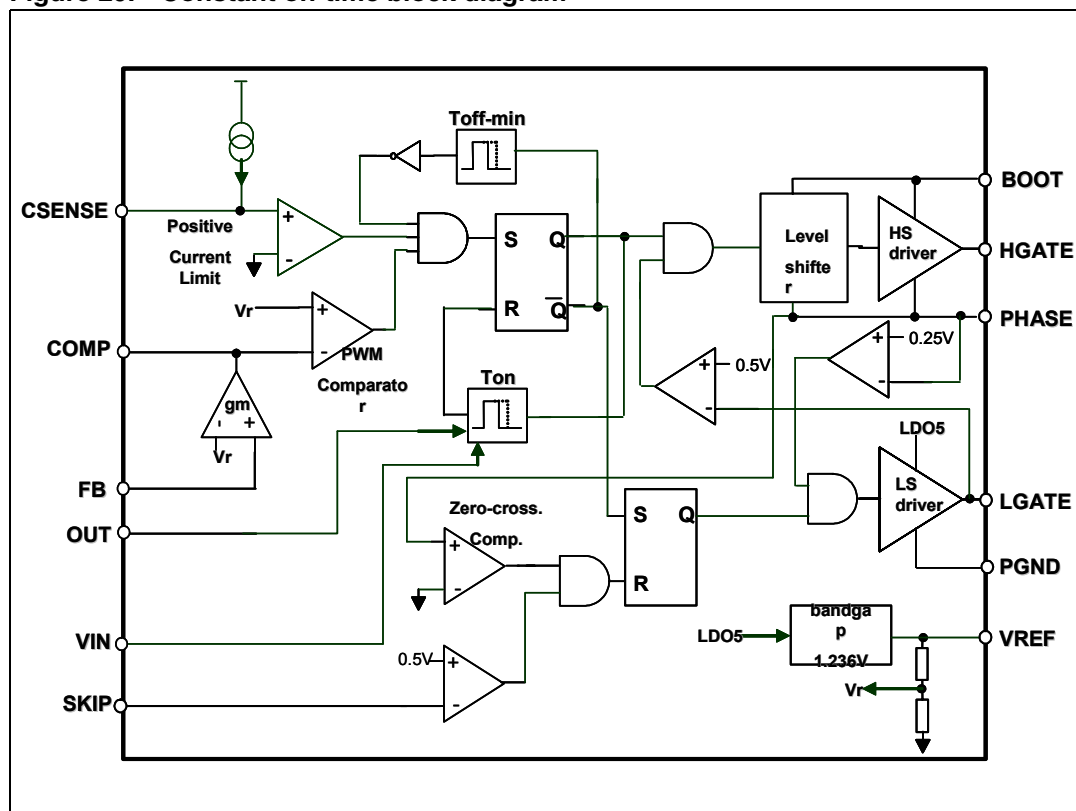 Figure 29. Constant on-time block diagram
Toff-min
CSENSE
Positive
Current
Limit
+
-
S
Q
R
Q
Level
shifte
r
HS
driver
BOOT
HGATE
PHASE
Vr
+
-
PWM
Comparato
r
COMP
gm
-
+
Vr
Ton
+
0.5V
-
+
0.25V
-
LDO5
FB
OUT
Zero-cross.
Comp.
+
-
S
Q
R
LS
driver
LGATE
PGND
VIN
0.5V
+
-
SKIP
LDO5
bandga
p
1.236V
VREF
Vr